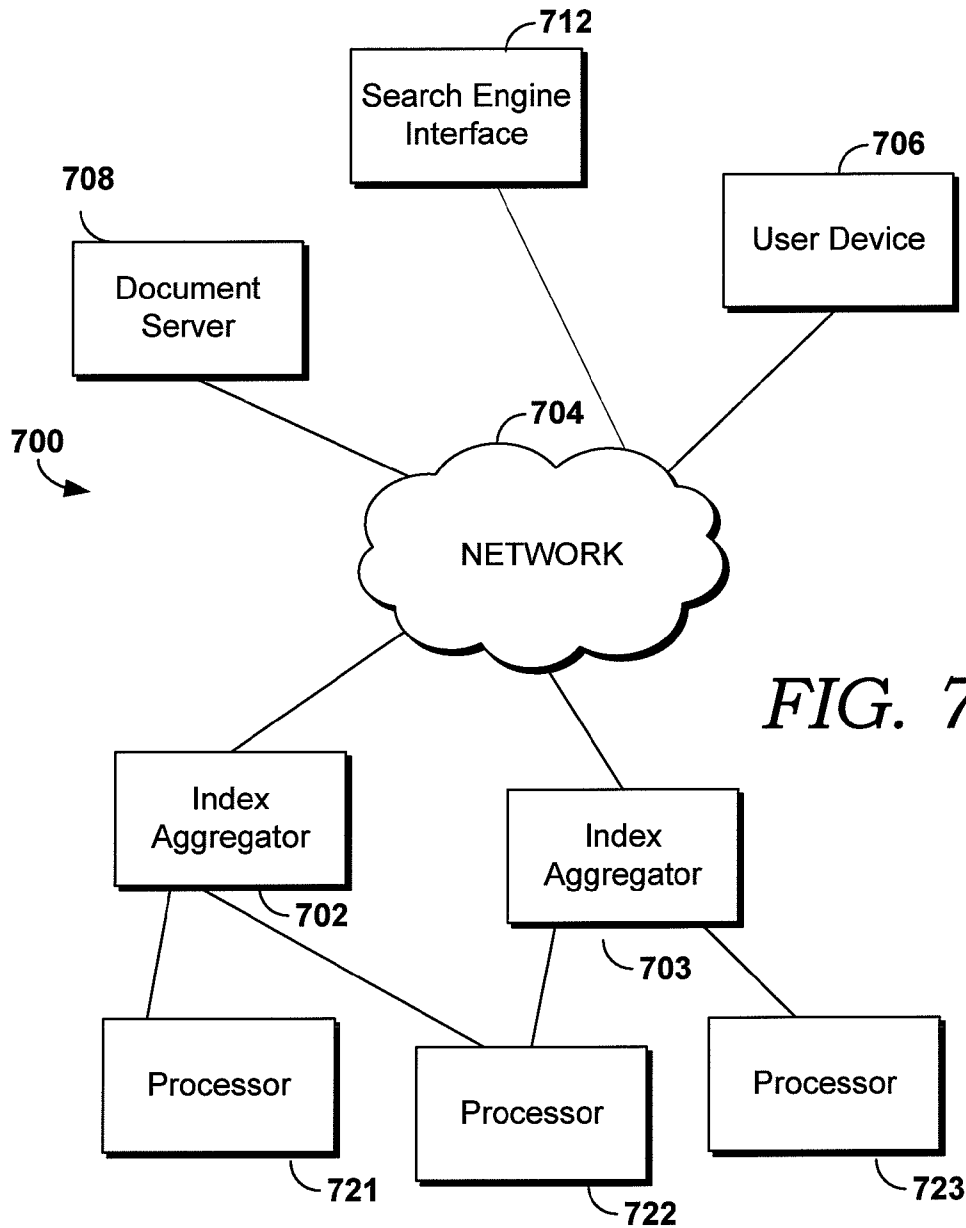 712
Search Engine
Interface
706
User Device
708
Document
Server
704
700
NETWORK
FIG. 7
Index
Aggregator
702
Index
Aggregator
703
Processor
721
Processor
722
Processor
723